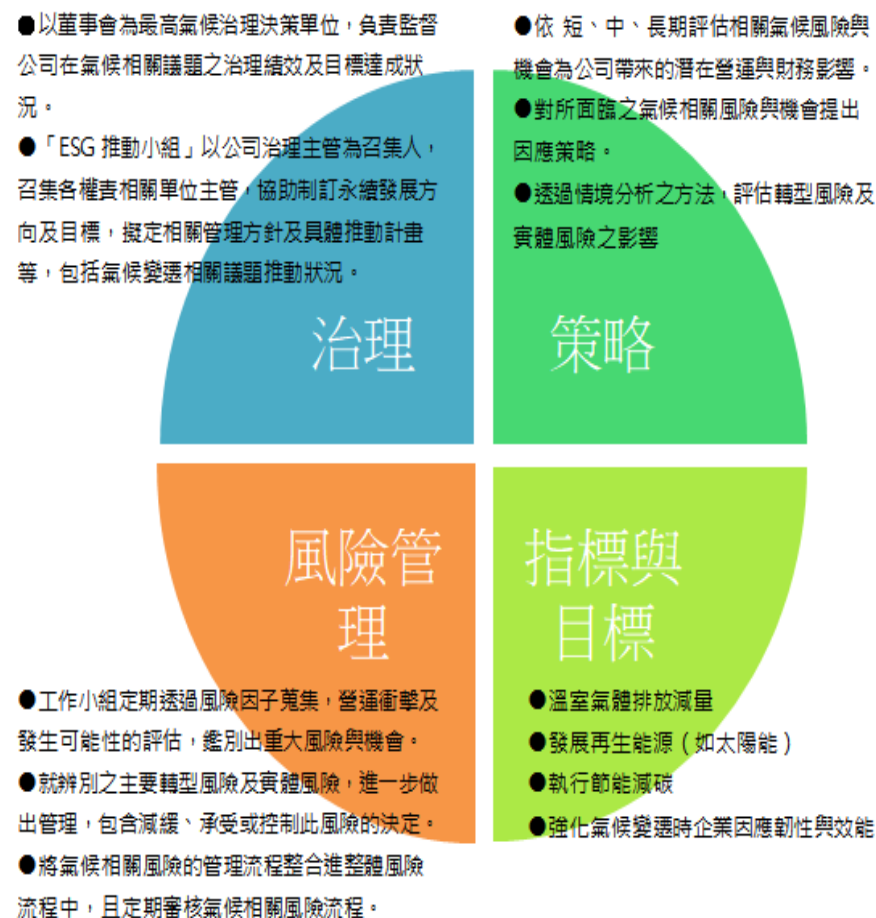 ●以董事會為最高氣候治理決策單位，負責監督
公司在氣候相關議題之治理績效及目標達成狀
況。
●「ESG 推動小組」以公司治理主管為召集人，
召集各權責相關單位主管，協助制訂永續發展方
向及目標，擬定相關管理方針及具體推動計畫
等，包括氣候變遷相關議題推動狀況。
治理
●依 短、中、長期評估相關氣候風險與
機會為公司帶來的潛在營運與財務影響。
●對所面臨之氣候相關風險與機會提出
因應策略。
●透過情境分析之方法，評估轉型風險及
實體風險之影響
策略
風險管
理
●工作小組定期透過風險因子蒐集，營運衝擊及
發生可能性的評估，鑑別出重大風險與機會。
●就辨別之主要轉型風險及實體風險，進一步做
出管理，包含減緩、承受或控制此風險的決定。
●將氣候相關風險的管理流程整合進整體風險
流程中，且定期審核氣候相關風險流程。
指標與
目標
●溫室氣體排放減量
●發展再生能源（如太陽能）
●執行節能減碳
●強化氣候變遷時企業因應韌性與效能